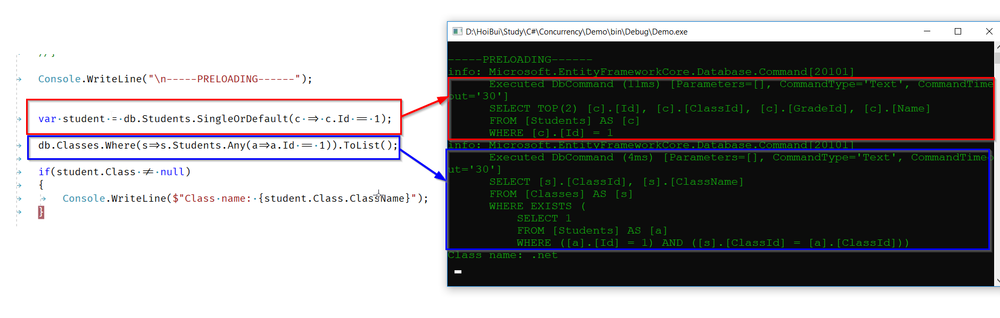 // }
Console.WriteLine("\n-----PRELOADING------");
var student = db.Students.SingleOrDefault(c => c.Id == 1);
db.Classes.Where(s=>s.Students.Any(a=>a.Id == 1)).ToList();
if(student.Class != null)
{
Console.WriteLine($"Class name: {student.Class.ClassName}");
}
D:\HoiBui\Study\C#\Concurrency\Demo\bin\Debug\Demo.exe
-----PRELOADING------
info: Microsoft.EntityFrameworkCore.Database.Command[20101]
Executed DbCommand (11ms) [Parameters=[], CommandType='Text', CommandTime
out='30']
SELECT TOP(2) [c].[Id], [c].[ClassId], [c].[GradeId], [c].[Name]
FROM [Students] AS [c]
WHERE [c].[Id] = 1
info: Microsoft.EntityFrameworkCore.Database.Command[20101]
Executed DbCommand (4ms) [Parameters=[], CommandType='Text', CommandTimeo
ut='30']
SELECT [s].[ClassId], [s].[ClassName]
FROM [Classes] AS [s]
WHERE EXISTS (
SELECT 1
FROM [Students] AS [a]
WHERE ([a].[Id] = 1) AND ([s].[ClassId] = [a].[ClassId]))
Class name: .net